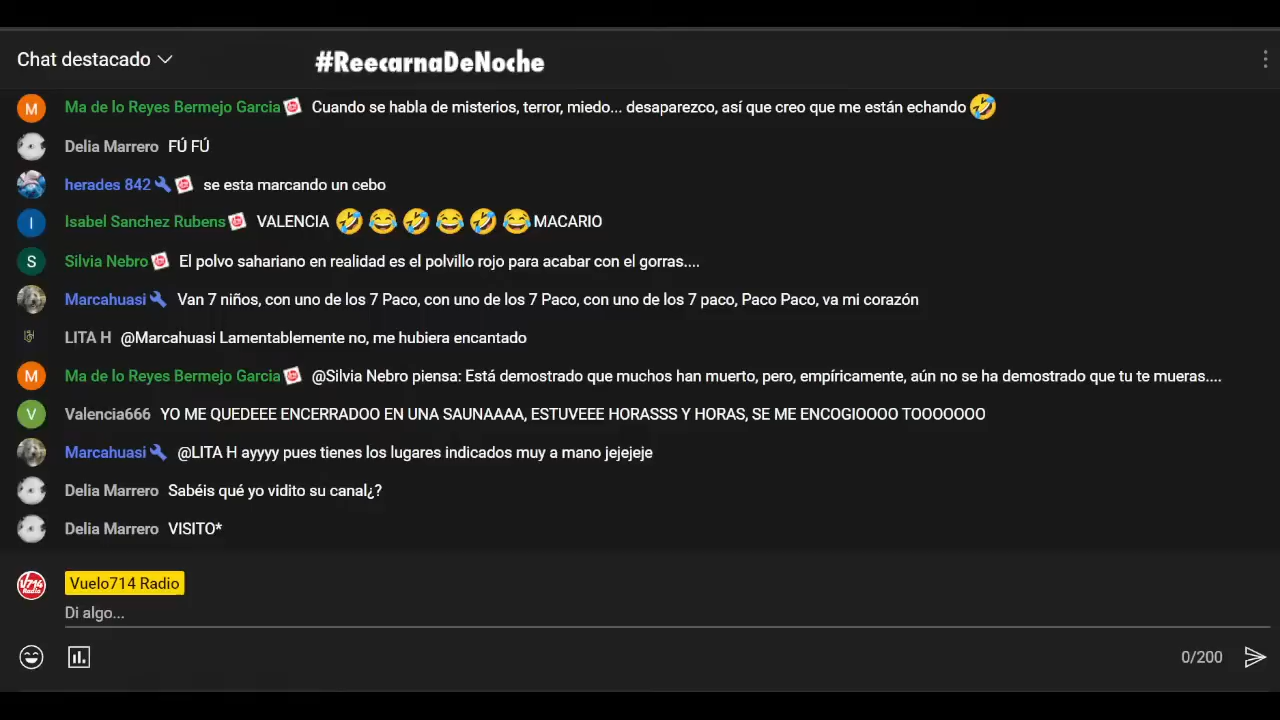 Chat destacado
#ReecarnaDeNoche
M Ma de lo Reyes Bermejo Garcia Cuando se habla de misterios, terror, miedo... desaparezco, así que creo que me están echando 🤣
Delia Marrero FÚ FÚ
herades 842 se esta marcando un cebo
I Isabel Sanchez Rubens VALENCIA 🤣😂🤣😂🤣😂 MACARIO
S Silvia Nebro El polvo sahariano en realidad es el polvillo rojo para acabar con el gorras....
Marcahuasi Van 7 niños, con uno de los 7 Paco, con uno de los 7 Paco, con uno de los 7 paco, Paco Paco, va mi corazón
LITA H @Marcahuasi Lamentablemente no, me hubiera encantado
M Ma de lo Reyes Bermejo Garcia @Silvia Nebro piensa: Está demostrado que muchos han muerto, pero, empíricamente, aún no se ha demostrado que tu te mueras....
V Valencia666 YO ME QUEDEEE ENCERRADOO EN UNA SAUNAAAA, ESTUVEEE HORASSS Y HORAS, SE ME ENCOGIOOOO TOOOOOOO
Marcahuasi @LITA H ayyyy pues tienes los lugares indicados muy a mano jejejeje
Delia Marrero Sabéis qué yo vidito su canal¿?
Delia Marrero VISITO*
V714 Radio Vuelo714 Radio
Di algo...
0/200